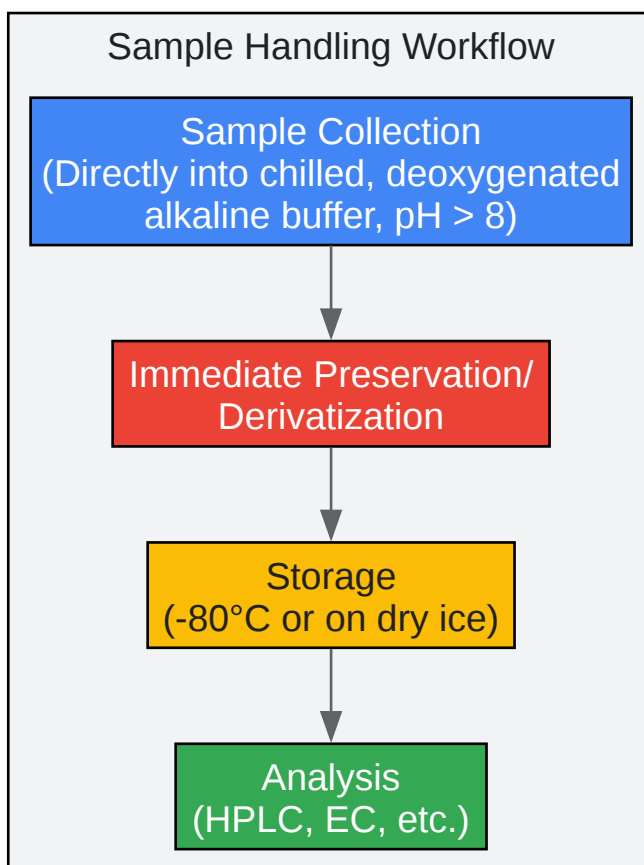 Sample Handling Workflow
Sample Collection
(Directly into chilled, deoxygenated
alkaline buffer, pH > 8)
Immediate Preservation/
Derivatization
Storage
(-80°C or on dry ice)
Analysis
(HPLC, EC, etc.)